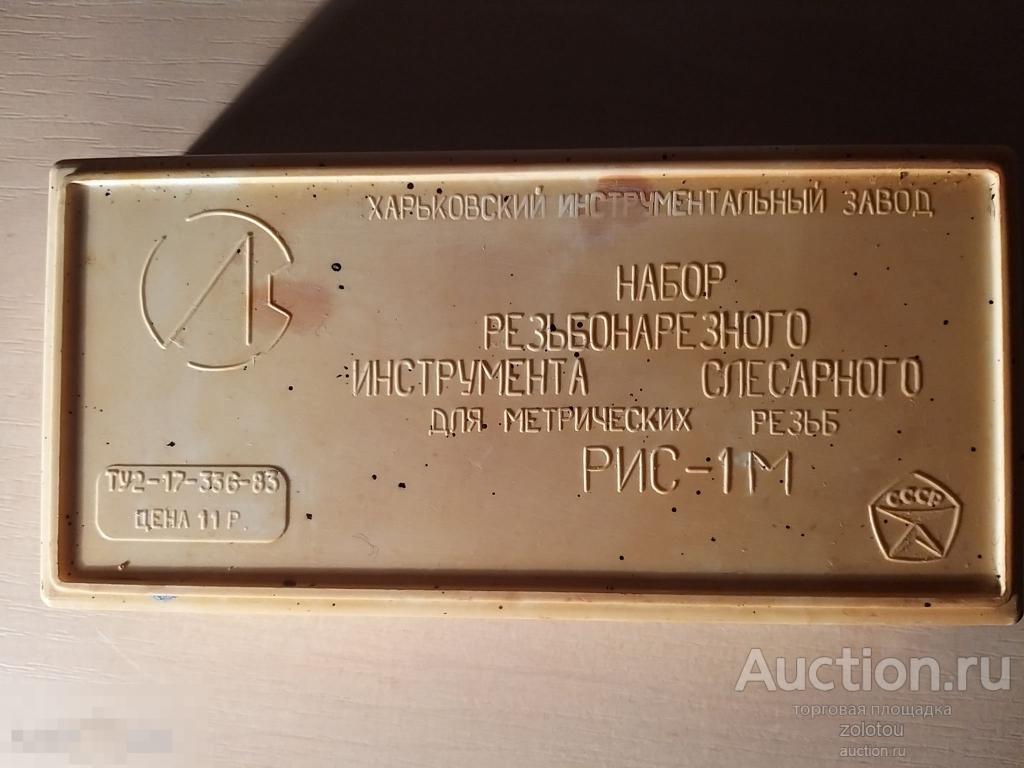 ХАРЬКОВСКИЙ ИНСТРУМЕНТАЛЬНЫЙ ЗАВОД
НАБОР
РЕЗЬБОНАРЕЗНОГО
ИНСТРУМЕНТА СЛЕСАРНОГО
ДЛЯ МЕТРИЧЕСКИХ РЕЗЬБ
РИС-1М
ТУ2-17-336-83
ЦЕНА 11 Р.
СССР
Auction.ru
торговая площадка
zolotou
auction.ru